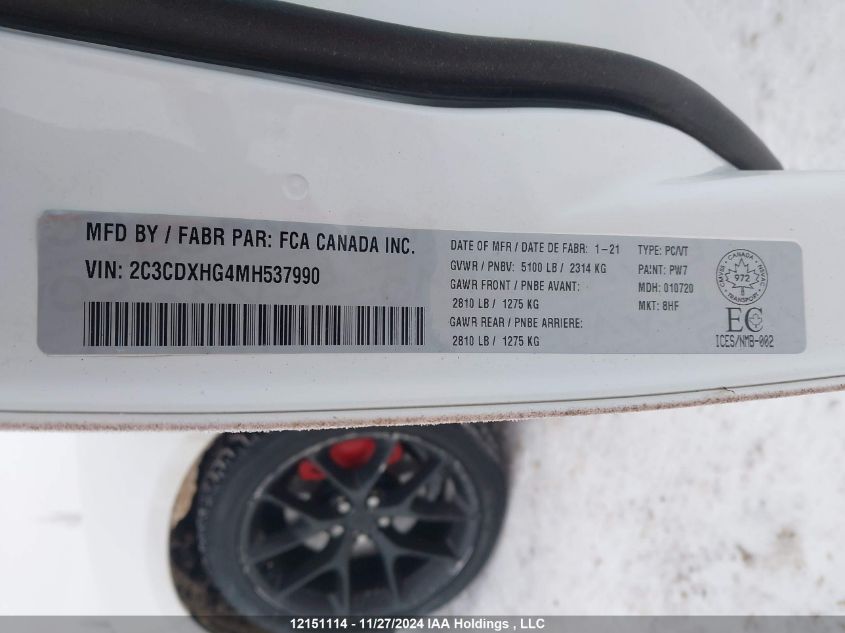 MFD BY / FABR PAR: FCA CANADA INC.
VIN: 2C3CDXHG4MH537990
DATE OF MFR / DATE DE FABR: 1-21
GVWR / PNBV: 5100 LB / 2314 KG
GAWR FRONT / PNBE AVANT:
2810 LB / 1275 KG
GAWR REAR / PNBE ARRIERE:
2810 LB / 1275 KG
TYPE: PC/VT
PAINT: PW7
MDH: 010720
MKT: 8HF
CMVSS NSVAC
972
TRANSPORT
EC
ICES/NMB-002
12151114 - 11/27/2024 IAA Holdings , LLC